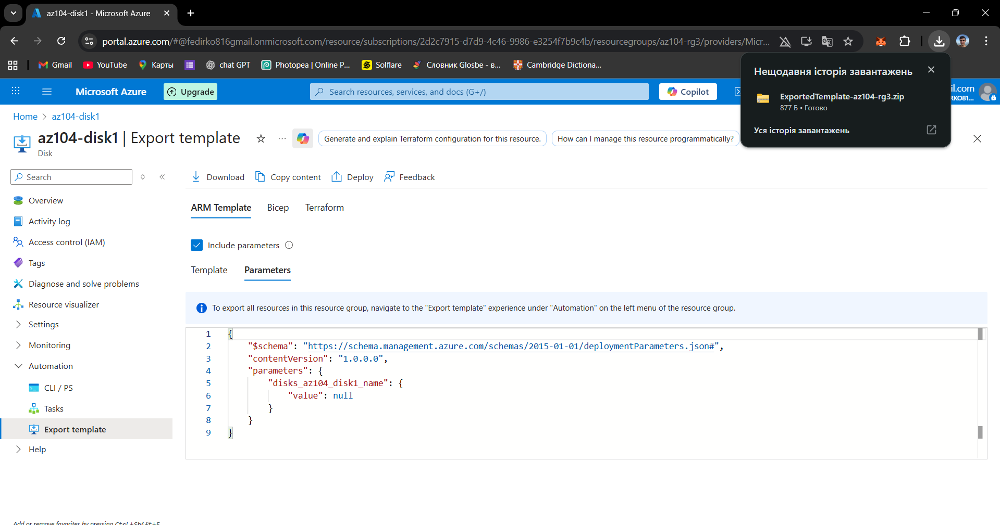 az104-disk1 - Microsoft Azure
portal.azure.com/#@fedirko816gmail.onmicrosoft.com/resource/subscriptions/2d2c7915-d7d9-4c46-9986-e3254f7b9c4b/resourcegroups/az104-rg3/providers/Micr...
Gmail YouTube Карты chat GPT Photopea | Online P... Solflare Словник Glosbe - в... Cambridge Dictiona...
Нещодавня історія завантажень
ExportedTemplate-az104-rg3.zip
877 Б • Готово
Уся історія завантажень
Microsoft Azure Upgrade Search resources, services, and docs (G+/) Copilot
il.com
RKO81...
Home > az104-disk1
az104-disk1 | Export template
Disk
Generate and explain Terraform configuration for this resource. How can I manage this resource programmatically?
Search
Overview
Activity log
Access control (IAM)
Tags
Diagnose and solve problems
Resource visualizer
Settings
Monitoring
Automation
CLI / PS
Tasks
Export template
Help
Add or remove favorites by pressing Ctrl+Shift+F
Download Copy content Deploy Feedback
ARM Template Bicep Terraform
Include parameters
Template Parameters
To export all resources in this resource group, navigate to the "Export template" experience under "Automation" on the left menu of the resource group.
1 {
2 "$schema": "https://schema.management.azure.com/schemas/2015-01-01/deploymentParameters.json#",
3 "contentVersion": "1.0.0.0",
4 "parameters": {
5 "disks_az104_disk1_name": {
6 "value": null
7 }
8 }
9 }